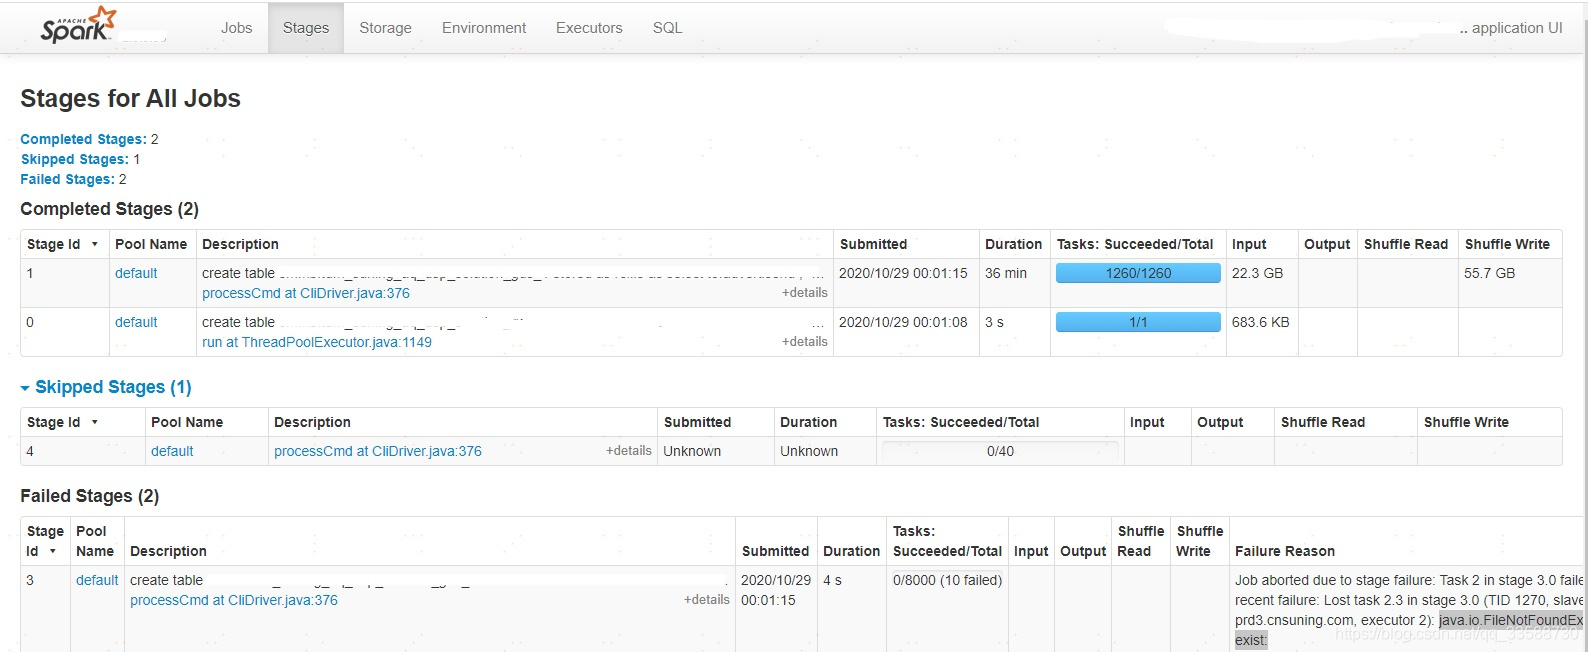 APACHE
Spark
Jobs
Stages
Storage
Environment
Executors
SQL
.. application UI
Stages for All Jobs
Completed Stages: 2
Skipped Stages: 1
Failed Stages: 2
Completed Stages (2)
Stage Id ▾ Pool Name Description Submitted Duration Tasks: Succeeded/Total Input Output Shuffle Read Shuffle Write
1 default create table ... 2020/10/29 00:01:15 36 min 1260/1260 22.3 GB 55.7 GB
processCmd at CliDriver.java:376 +details
0 default create table ... 2020/10/29 00:01:08 3 s 1/1 683.6 KB
run at ThreadPoolExecutor.java:1149 +details
Skipped Stages (1)
Stage Id ▾ Pool Name Description Submitted Duration Tasks: Succeeded/Total Input Output Shuffle Read Shuffle Write
4 default processCmd at CliDriver.java:376 +details Unknown Unknown 0/40
Failed Stages (2)
Stage Pool Tasks: Shuffle Shuffle
Id ▾ Name Description Submitted Duration Succeeded/Total Input Output Read Write Failure Reason
3 default create table 2020/10/29 4 s 0/8000 (10 failed) Job aborted due to stage failure: Task 2 in stage 3.0 faile
processCmd at CliDriver.java:376 +details 00:01:15 recent failure: Lost task 2.3 in stage 3.0 (TID 1270, slave
prd3.cnsuning.com, executor 2): java.io.FileNotFoundEx
exist:
https://blog.csdn.net/qq_33588730